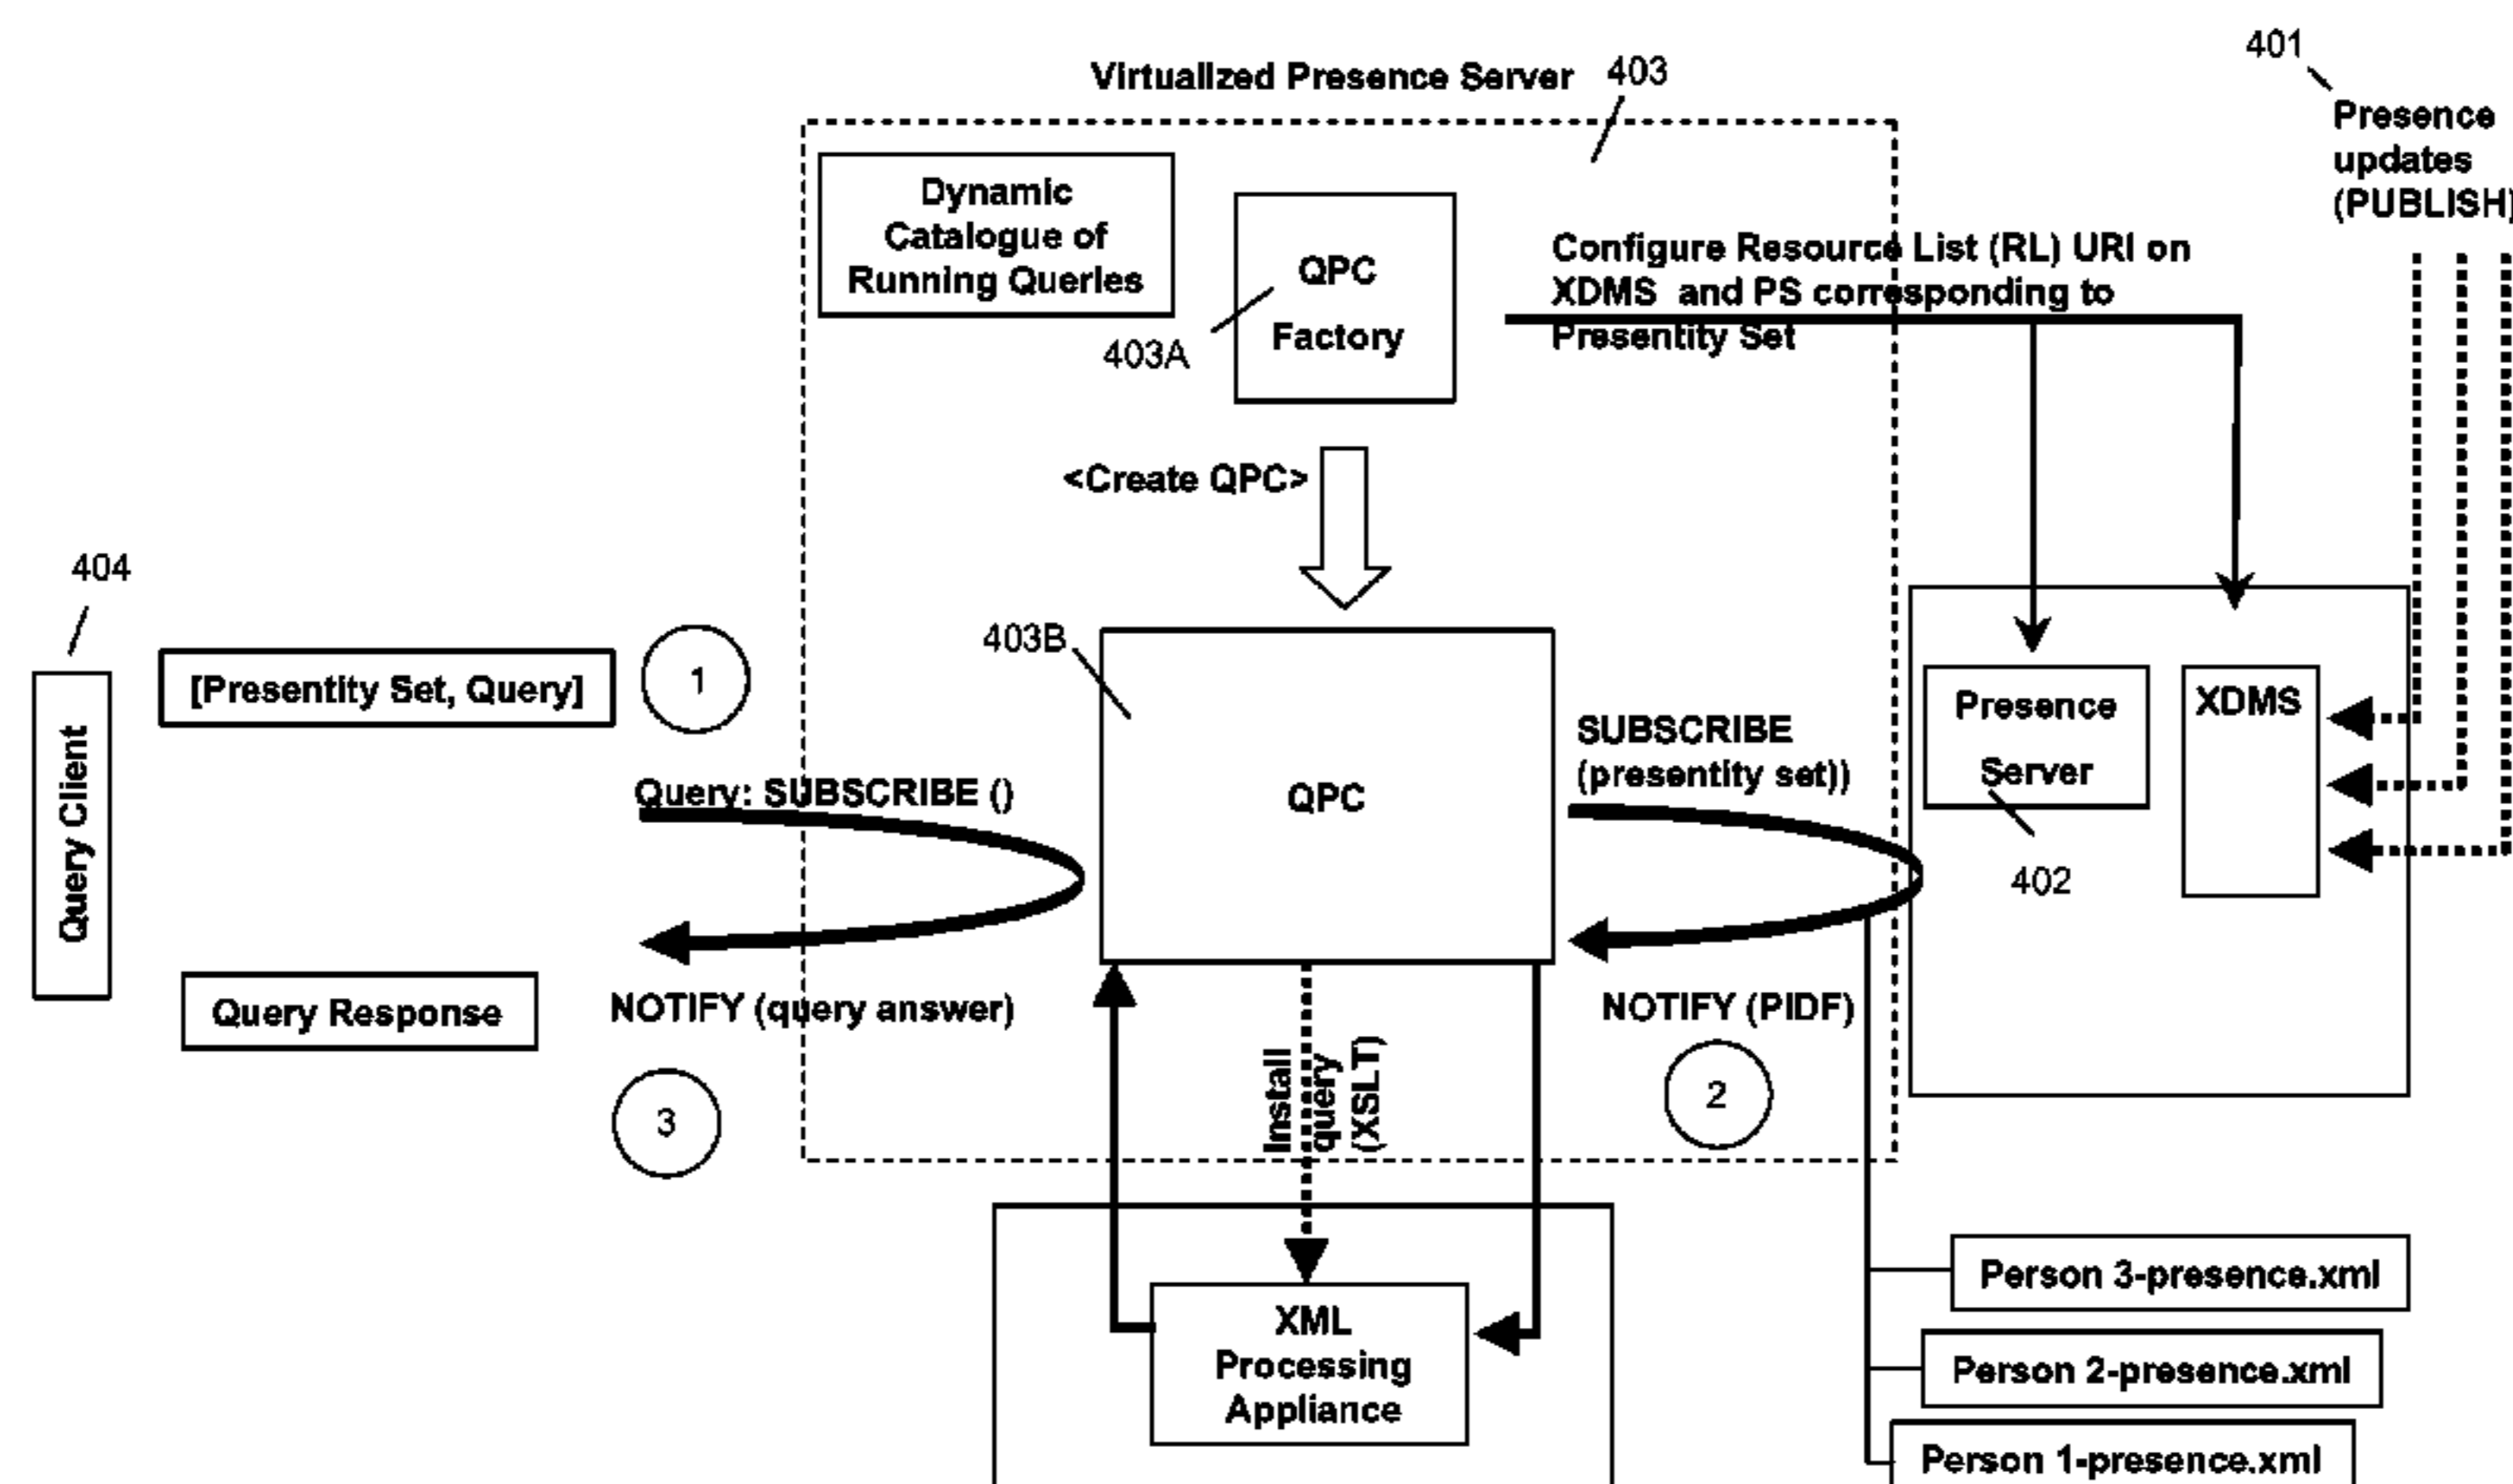 Virtualized Presence Server 403
401
Presence
updates
(PUBLISH)
Dynamic
Catalogue of
Running Queries
QPC
Factory
403A
Configure Resource List (RL) URI on
XDMS and PS corresponding to
Presentity Set
<Create QPC>
404
Query Client
[Presentity Set, Query]
1
403B
QPC
Query: SUBSCRIBE ()
SUBSCRIBE
(presentity set))
Presence
Server
402
XDMS
Query Response
NOTIFY (query answer)
3
NOTIFY (PIDF)
2
Install
query
(XSLT)
XML
Processing
Appliance
Person 3-presence.xml
Person 2-presence.xml
Person 1-presence.xml